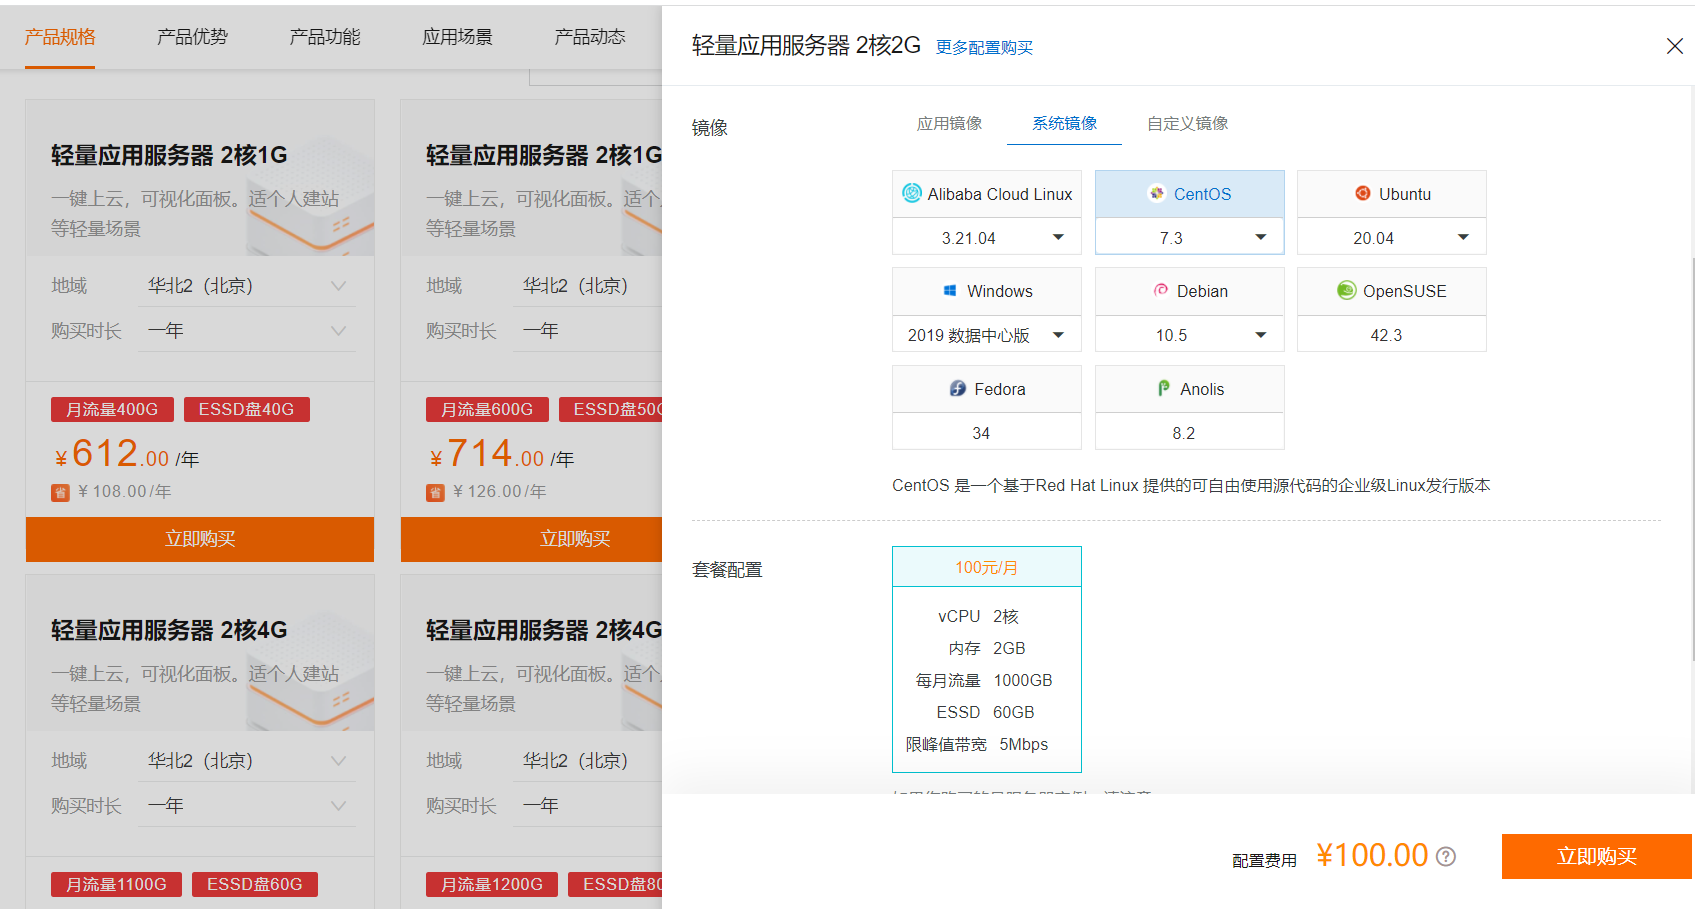 产品规格 产品优势 产品功能 应用场景 产品动态
轻量应用服务器 2核1G
一键上云，可视化面板。适个人建站
等轻量场景
地域 华北2（北京）
购买时长 一年
月流量400G ESSD盘40G
¥612.00 /年
省 ¥108.00/年
立即购买
轻量应用服务器 2核1G
一键上云，可视化面板。适个人
等轻量场景
地域 华北2（北京）
购买时长 一年
月流量600G ESSD盘50G
¥714.00 /年
省 ¥126.00/年
立即购买
轻量应用服务器 2核4G
一键上云，可视化面板。适个人建站
等轻量场景
地域 华北2（北京）
购买时长 一年
月流量1100G ESSD盘60G
轻量应用服务器 2核4G
一键上云，可视化面板。适个人
等轻量场景
地域 华北2（北京）
购买时长 一年
月流量1200G ESSD盘80
轻量应用服务器 2核2G 更多配置购买
镜像
应用镜像 系统镜像 自定义镜像
Alibaba Cloud Linux CentOS Ubuntu
3.21.04 7.3 20.04
Windows Debian OpenSUSE
2019 数据中心版 10.5 42.3
Fedora Anolis
34 8.2
CentOS 是一个基于Red Hat Linux 提供的可自由使用源代码的企业级Linux发行版本
套餐配置
100元/月
vCPU 2核
内存 2GB
每月流量 1000GB
ESSD 60GB
限峰值带宽 5Mbps
配置费用 ¥100.00 ?
立即购买